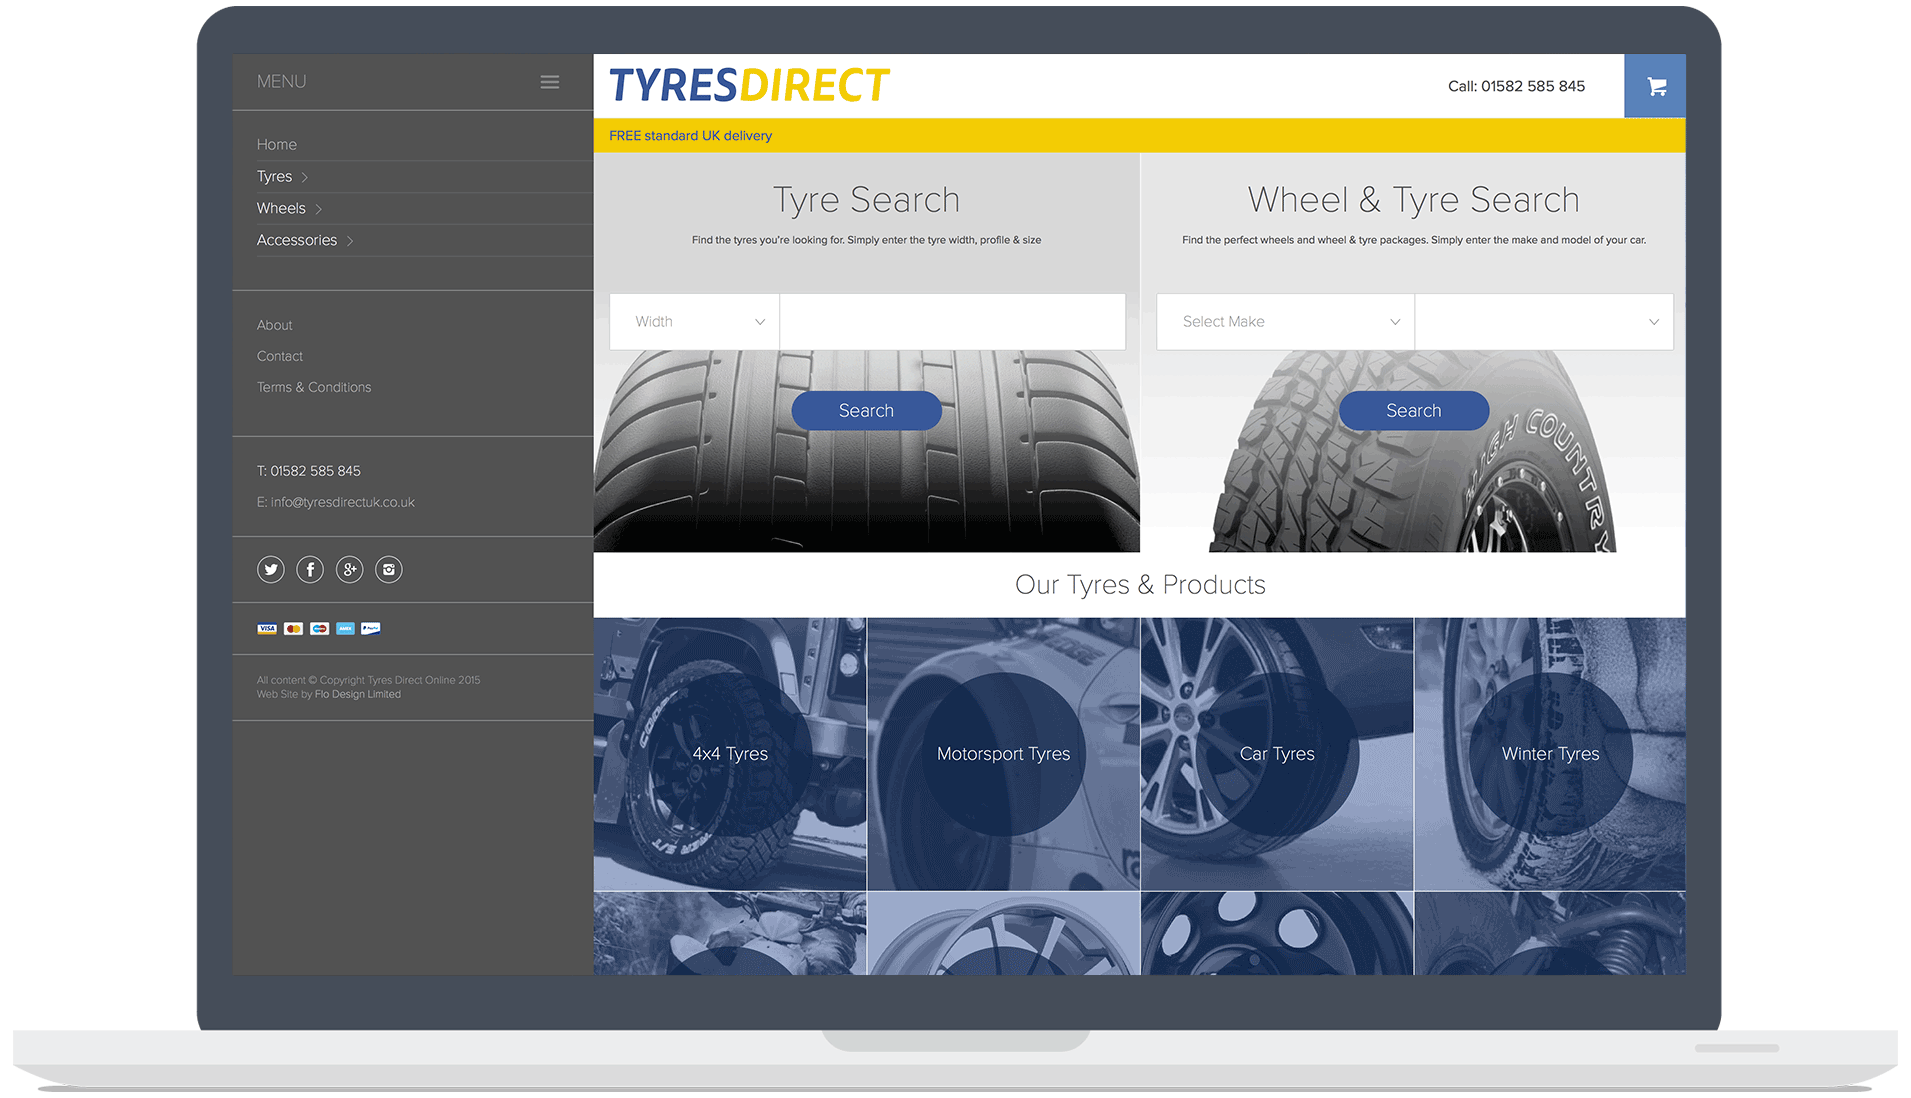 MENU
Home
Tyres
Wheels
Accessories
About
Contact
Terms & Conditions
T: 01582 585 845
E: info@tyresdirectuk.co.uk
VISA
PayPal
All content © Copyright Tyres Direct Online 2015
Web Site by Flo Design Limited
TYRESDIRECT
Call: 01582 585 845
FREE standard UK delivery
Tyre Search
Find the tyres you're looking for. Simply enter the tyre width, profile & size
Width
Search
Wheel & Tyre Search
Find the perfect wheels and wheel & tyre packages. Simply enter the make and model of your car.
Select Make
Search
HIGH COUNTRY
Our Tyres & Products
4x4 Tyres
Motorsport Tyres
Car Tyres
Winter Tyres